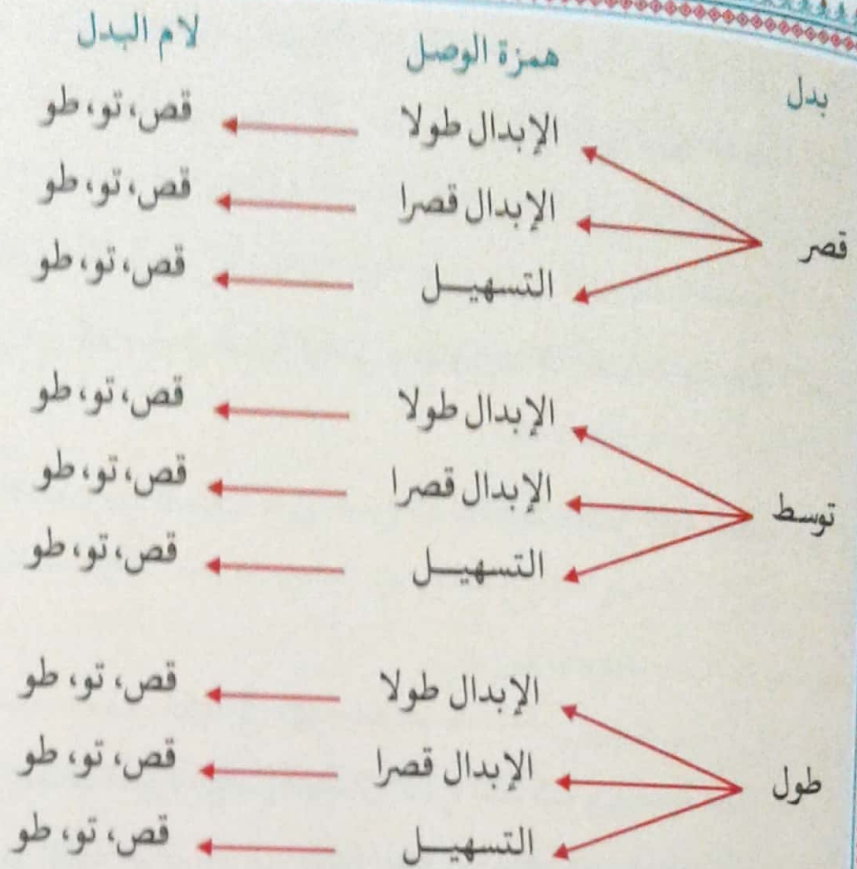 بدل همزة الوصل لام البدل
الإبدال طولا قص، تو، طو
قصر الإبدال قصرا قص، تو، طو
التسهيل قص، تو، طو
الإبدال طولا قص، تو، طو
توسط الإبدال قصرا قص، تو، طو
التسهيل قص، تو، طو
الإبدال طولا قص، تو، طو
طول الإبدال قصرا قص، تو، طو
التسهيل قص، تو، طو